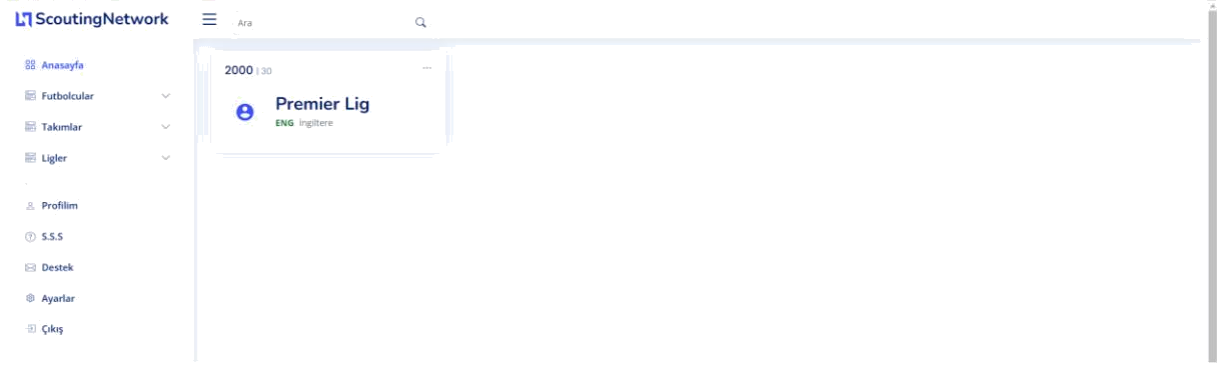 ScoutingNetwork
Ara
Anasayfa
Futbolcular
Takımlar
Ligler
Profilim
S.S.S
Destek
Ayarlar
Çıkış
2000 | 30
Premier Lig
ENG İngiltere